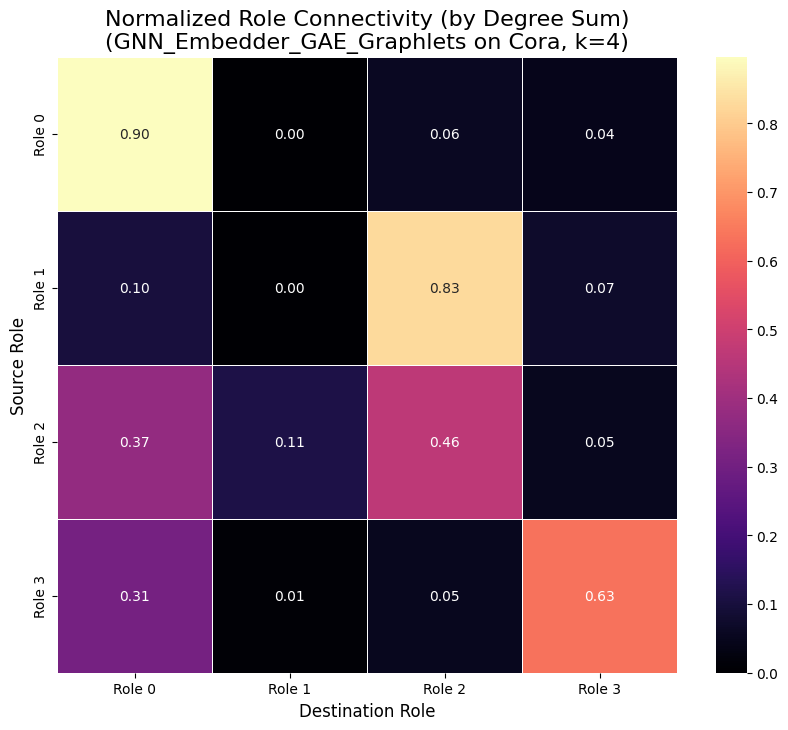 Normalized Role Connectivity (by Degree Sum)
(GNN_Embedder_GAE_Graphlets on Cora, k=4)
Source Role
Role 0
0.90 0.00 0.06 0.04
Role 1
0.10 0.00 0.83 0.07
Role 2
0.37 0.11 0.46 0.05
Role 3
0.31 0.01 0.05 0.63
Role 0 Role 1 Role 2 Role 3
Destination Role
0.8
0.7
0.6
0.5
0.4
0.3
0.2
0.1
0.0